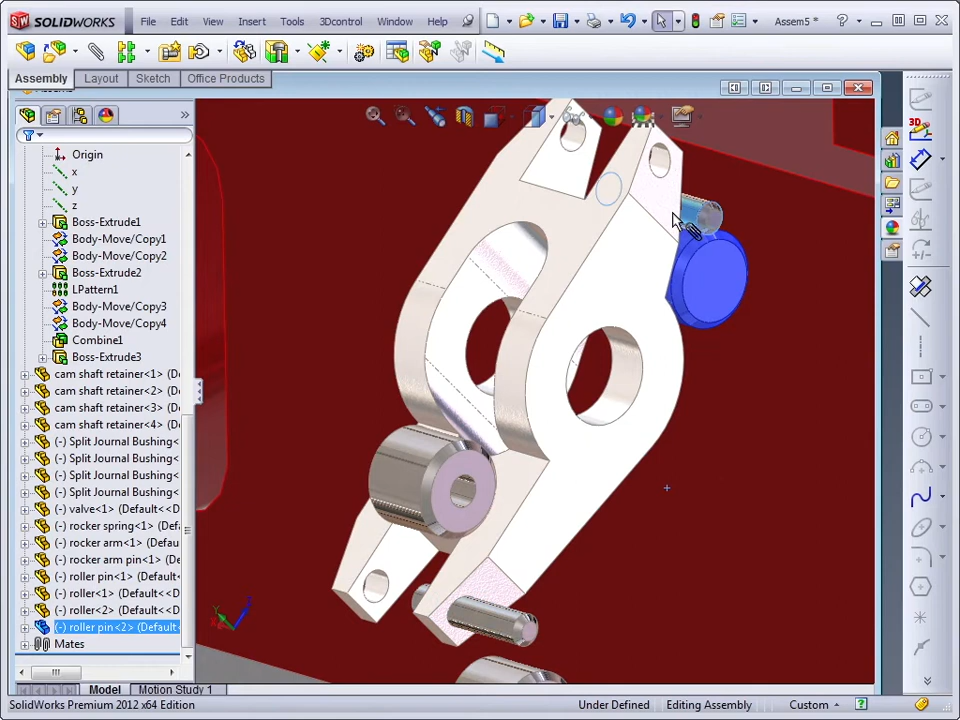 SOLIDWORKS File Edit View Insert Tools 3Dcontrol Window Help Assem5 *
Assembly Layout Sketch Office Products
Origin
x
y
z
Boss-Extrude1
Body-Move/Copy1
Body-Move/Copy2
Boss-Extrude2
LPattern1
Body-Move/Copy3
Body-Move/Copy4
Combine1
Boss-Extrude3
cam shaft retainer<1> (De
cam shaft retainer<2> (De
cam shaft retainer<3> (De
cam shaft retainer<4> (De
(-) Split Journal Bushing<
(-) Split Journal Bushing<
(-) Split Journal Bushing<
(-) Split Journal Bushing<
(-) valve<1> (Default<<D
(-) rocker spring<1> (Defa
(-) rocker arm<1> (Defau
(-) rocker arm pin<1> (De
(-) roller pin<1> (Default<
(-) roller<1> (Default<<D
(-) roller<2> (Default<<D
(-) roller pin<2> (Default<
Mates
Model Motion Study 1
SolidWorks Premium 2012 x64 Edition Under Defined Editing Assembly Custom